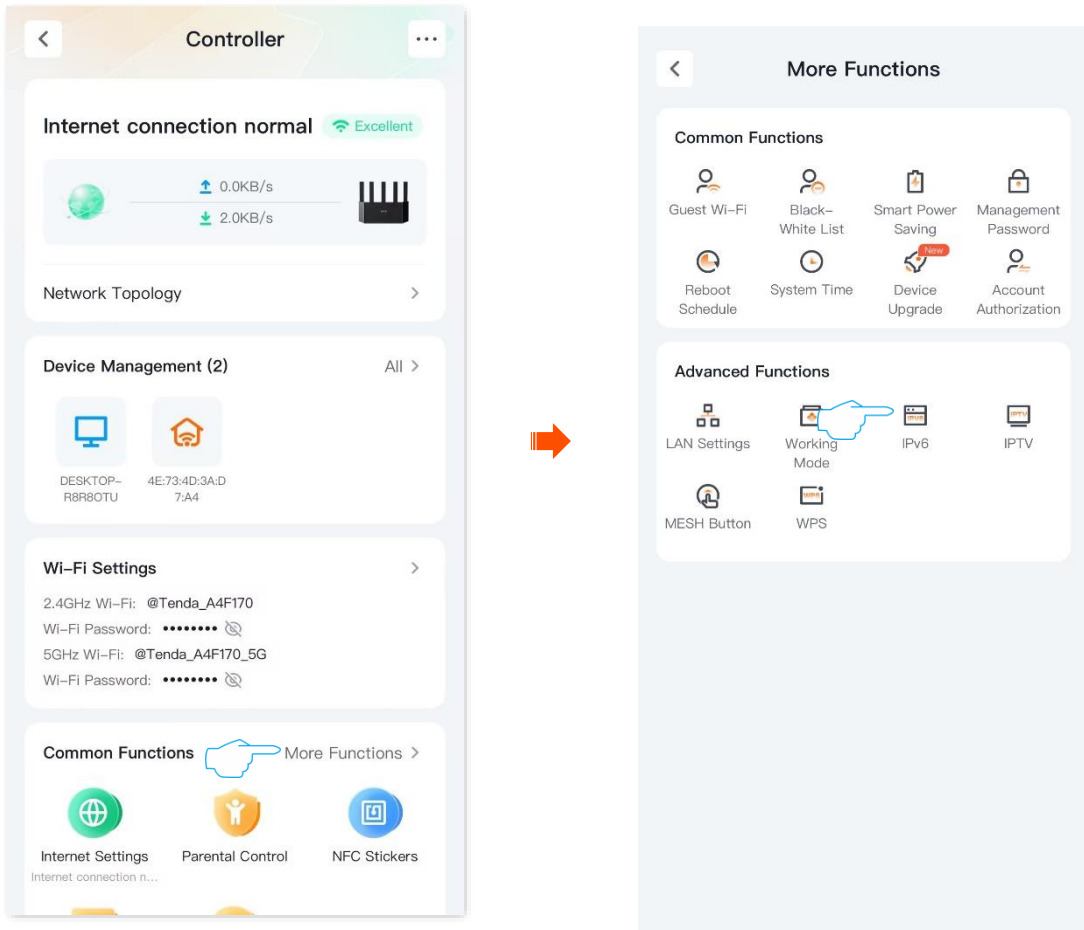 Controller
...
Internet connection normal
Excellent
0.0KB/s
2.0KB/s
Network Topology
Device Management (2)
All
DESKTOP-
R8R8OTU
4E:73:4D:3A:D
7:A4
Wi-Fi Settings
2.4GHz Wi-Fi: @Tenda_A4F170
Wi-Fi Password: ••••••••
5GHz Wi-Fi: @Tenda_A4F170_5G
Wi-Fi Password: ••••••••
Common Functions
More Functions
Internet Settings
Internet connection n...
Parental Control
NFC Stickers
More Functions
Common Functions
Guest Wi-Fi
Black-
White List
Smart Power
Saving
Management
Password
Reboot
Schedule
System Time
New
Device
Upgrade
Account
Authorization
Advanced Functions
LAN Settings
Working
Mode
IPV6
IPv6
IPTV
IPTV
MESH Button
WPS
WPS